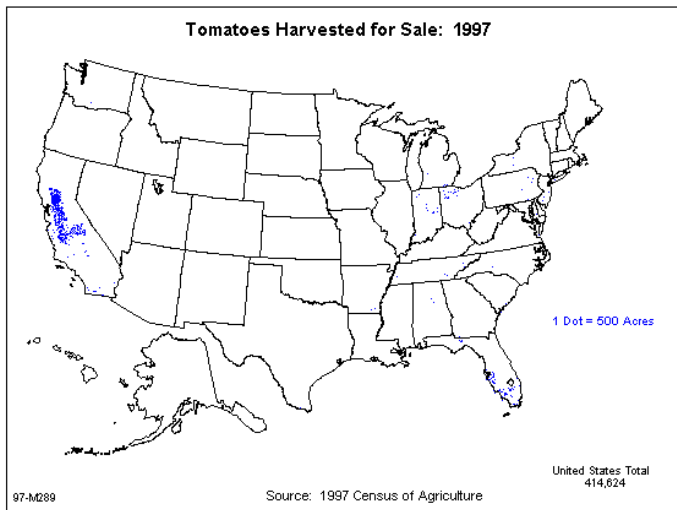 Tomatoes Harvested for Sale: 1997
1 Dot = 500 Acres
United States Total
414,624
97-M289
Source: 1997 Census of Agriculture